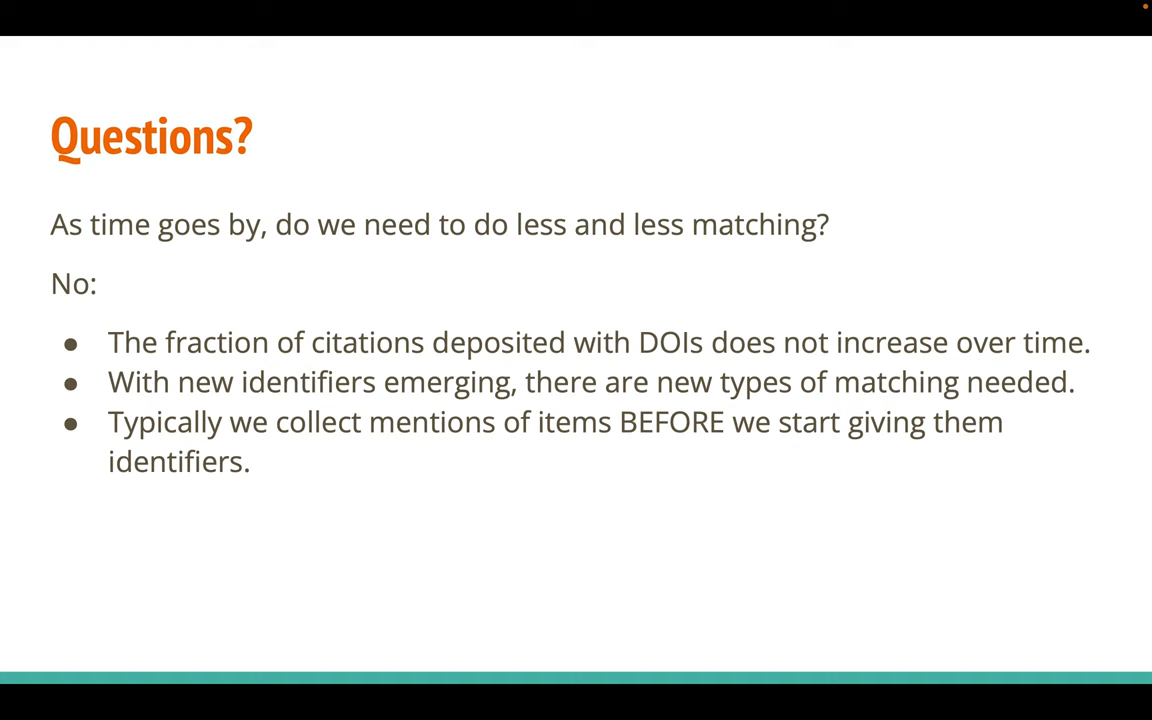 Questions?
As time goes by, do we need to do less and less matching?
No:
● The fraction of citations deposited with DOIs does not increase over time.
● With new identifiers emerging, there are new types of matching needed.
● Typically we collect mentions of items BEFORE we start giving them
identifiers.